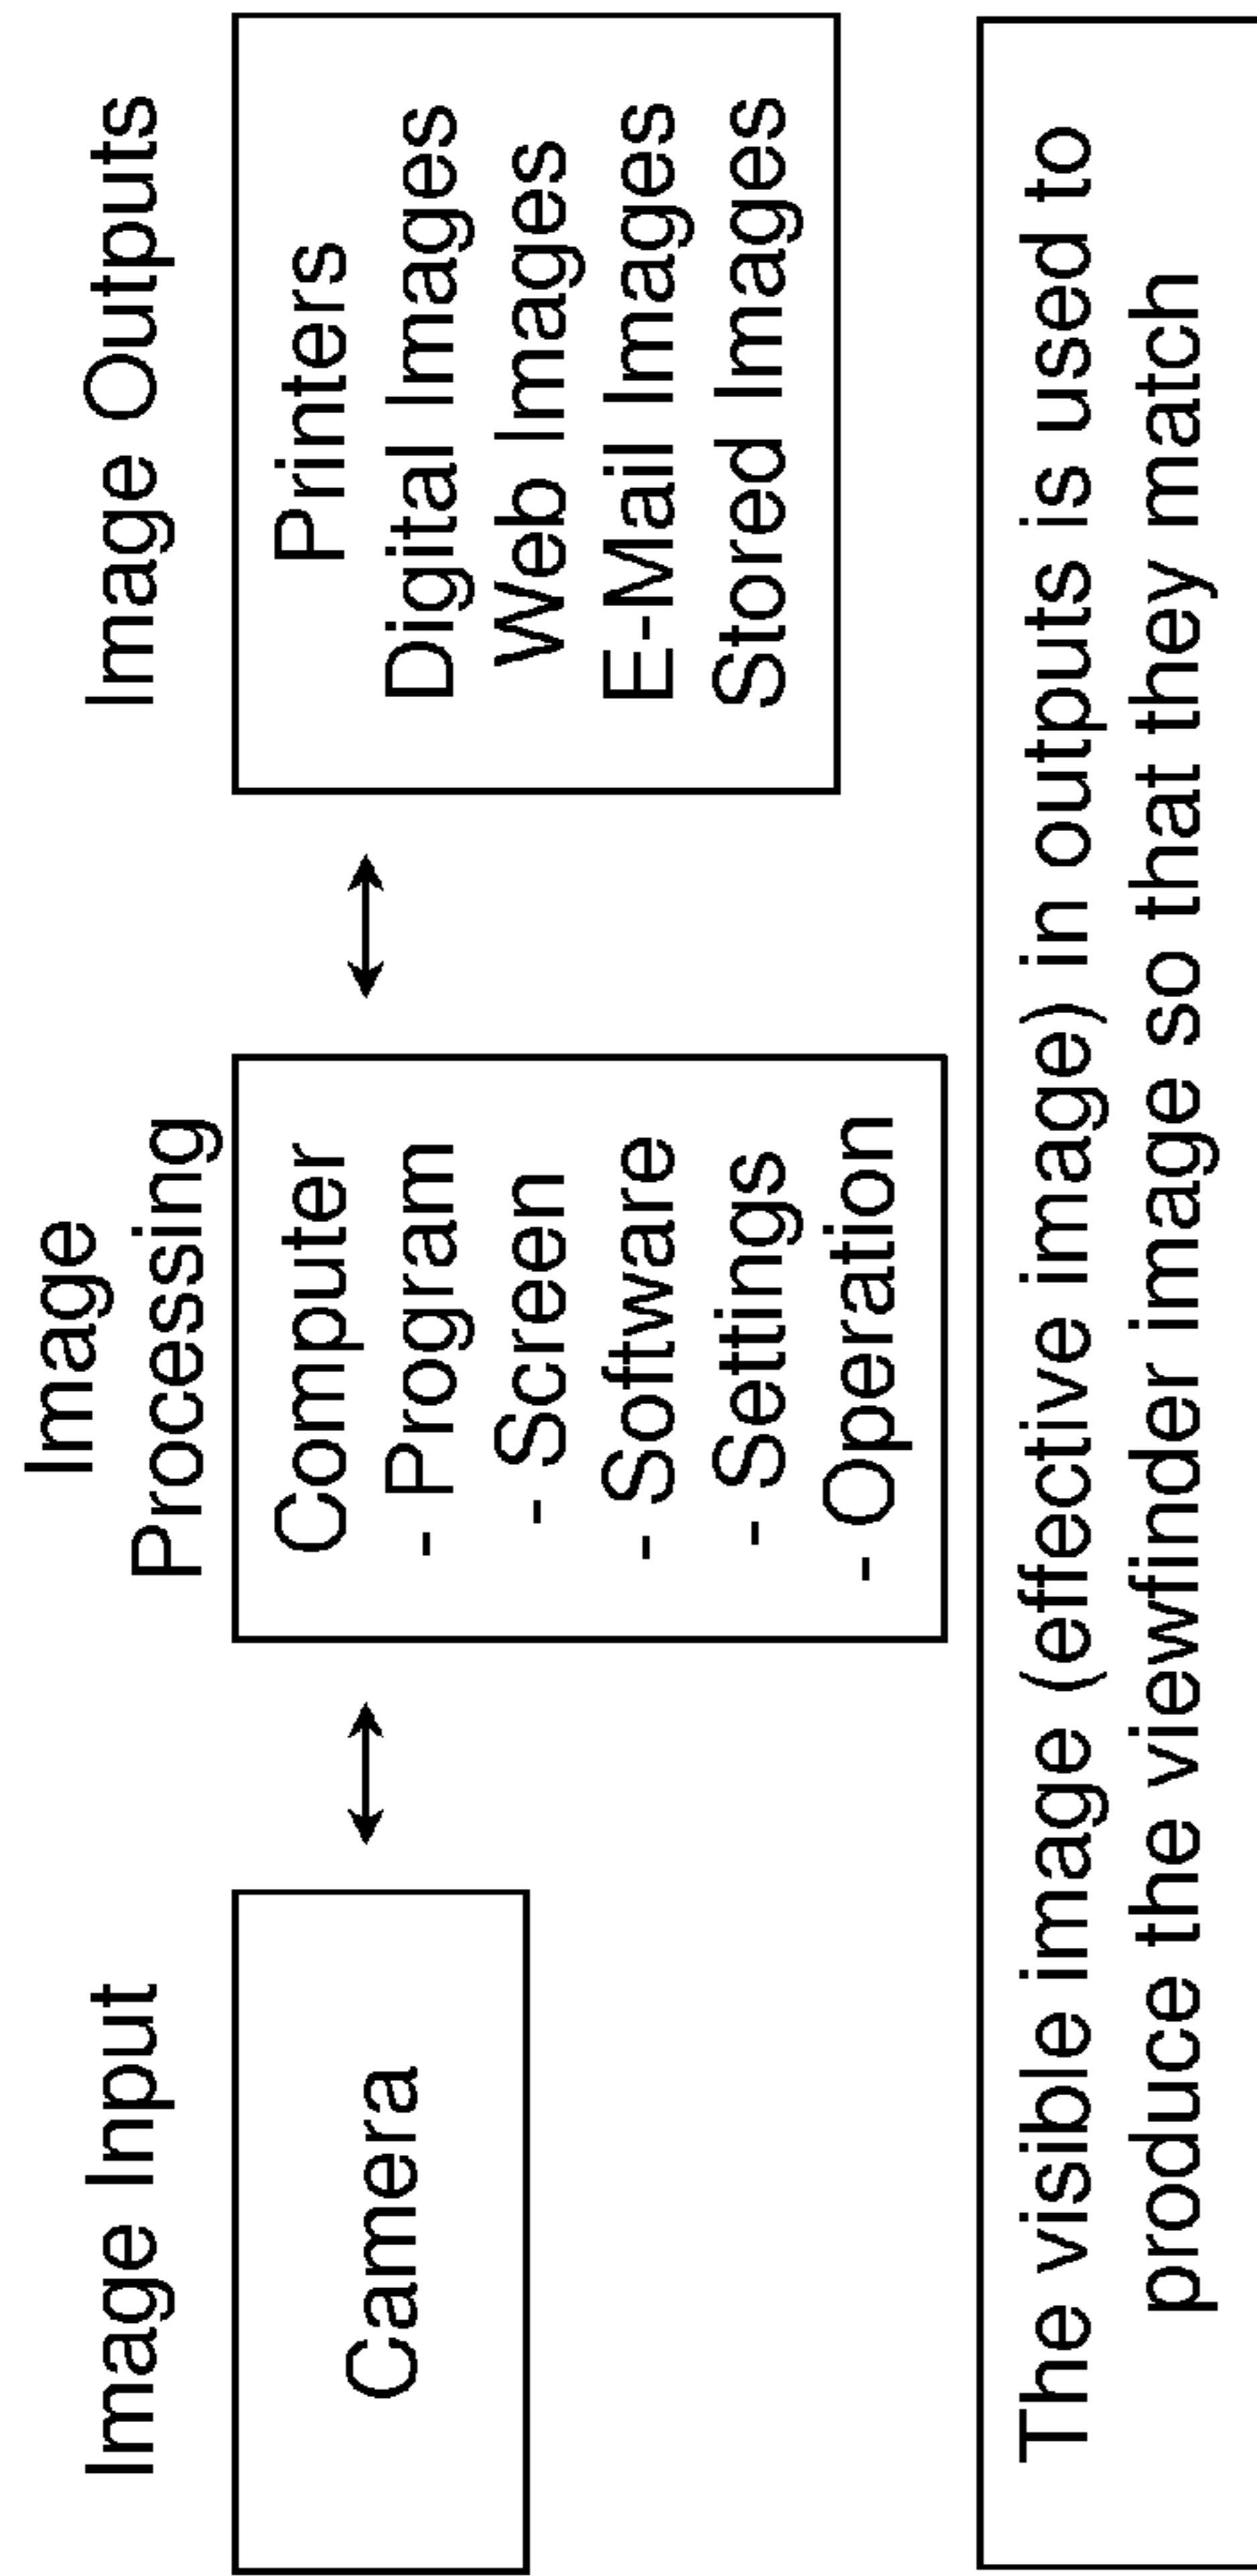 Image Input
Camera
Image
Processing
Computer
- Program
- Screen
- Software
- Settings
- Operation
Image Outputs
Printers
Digital Images
Web Images
E-Mail Images
Stored Images
The visible image (effective image) in outputs is used to
produce the viewfinder image so that they match